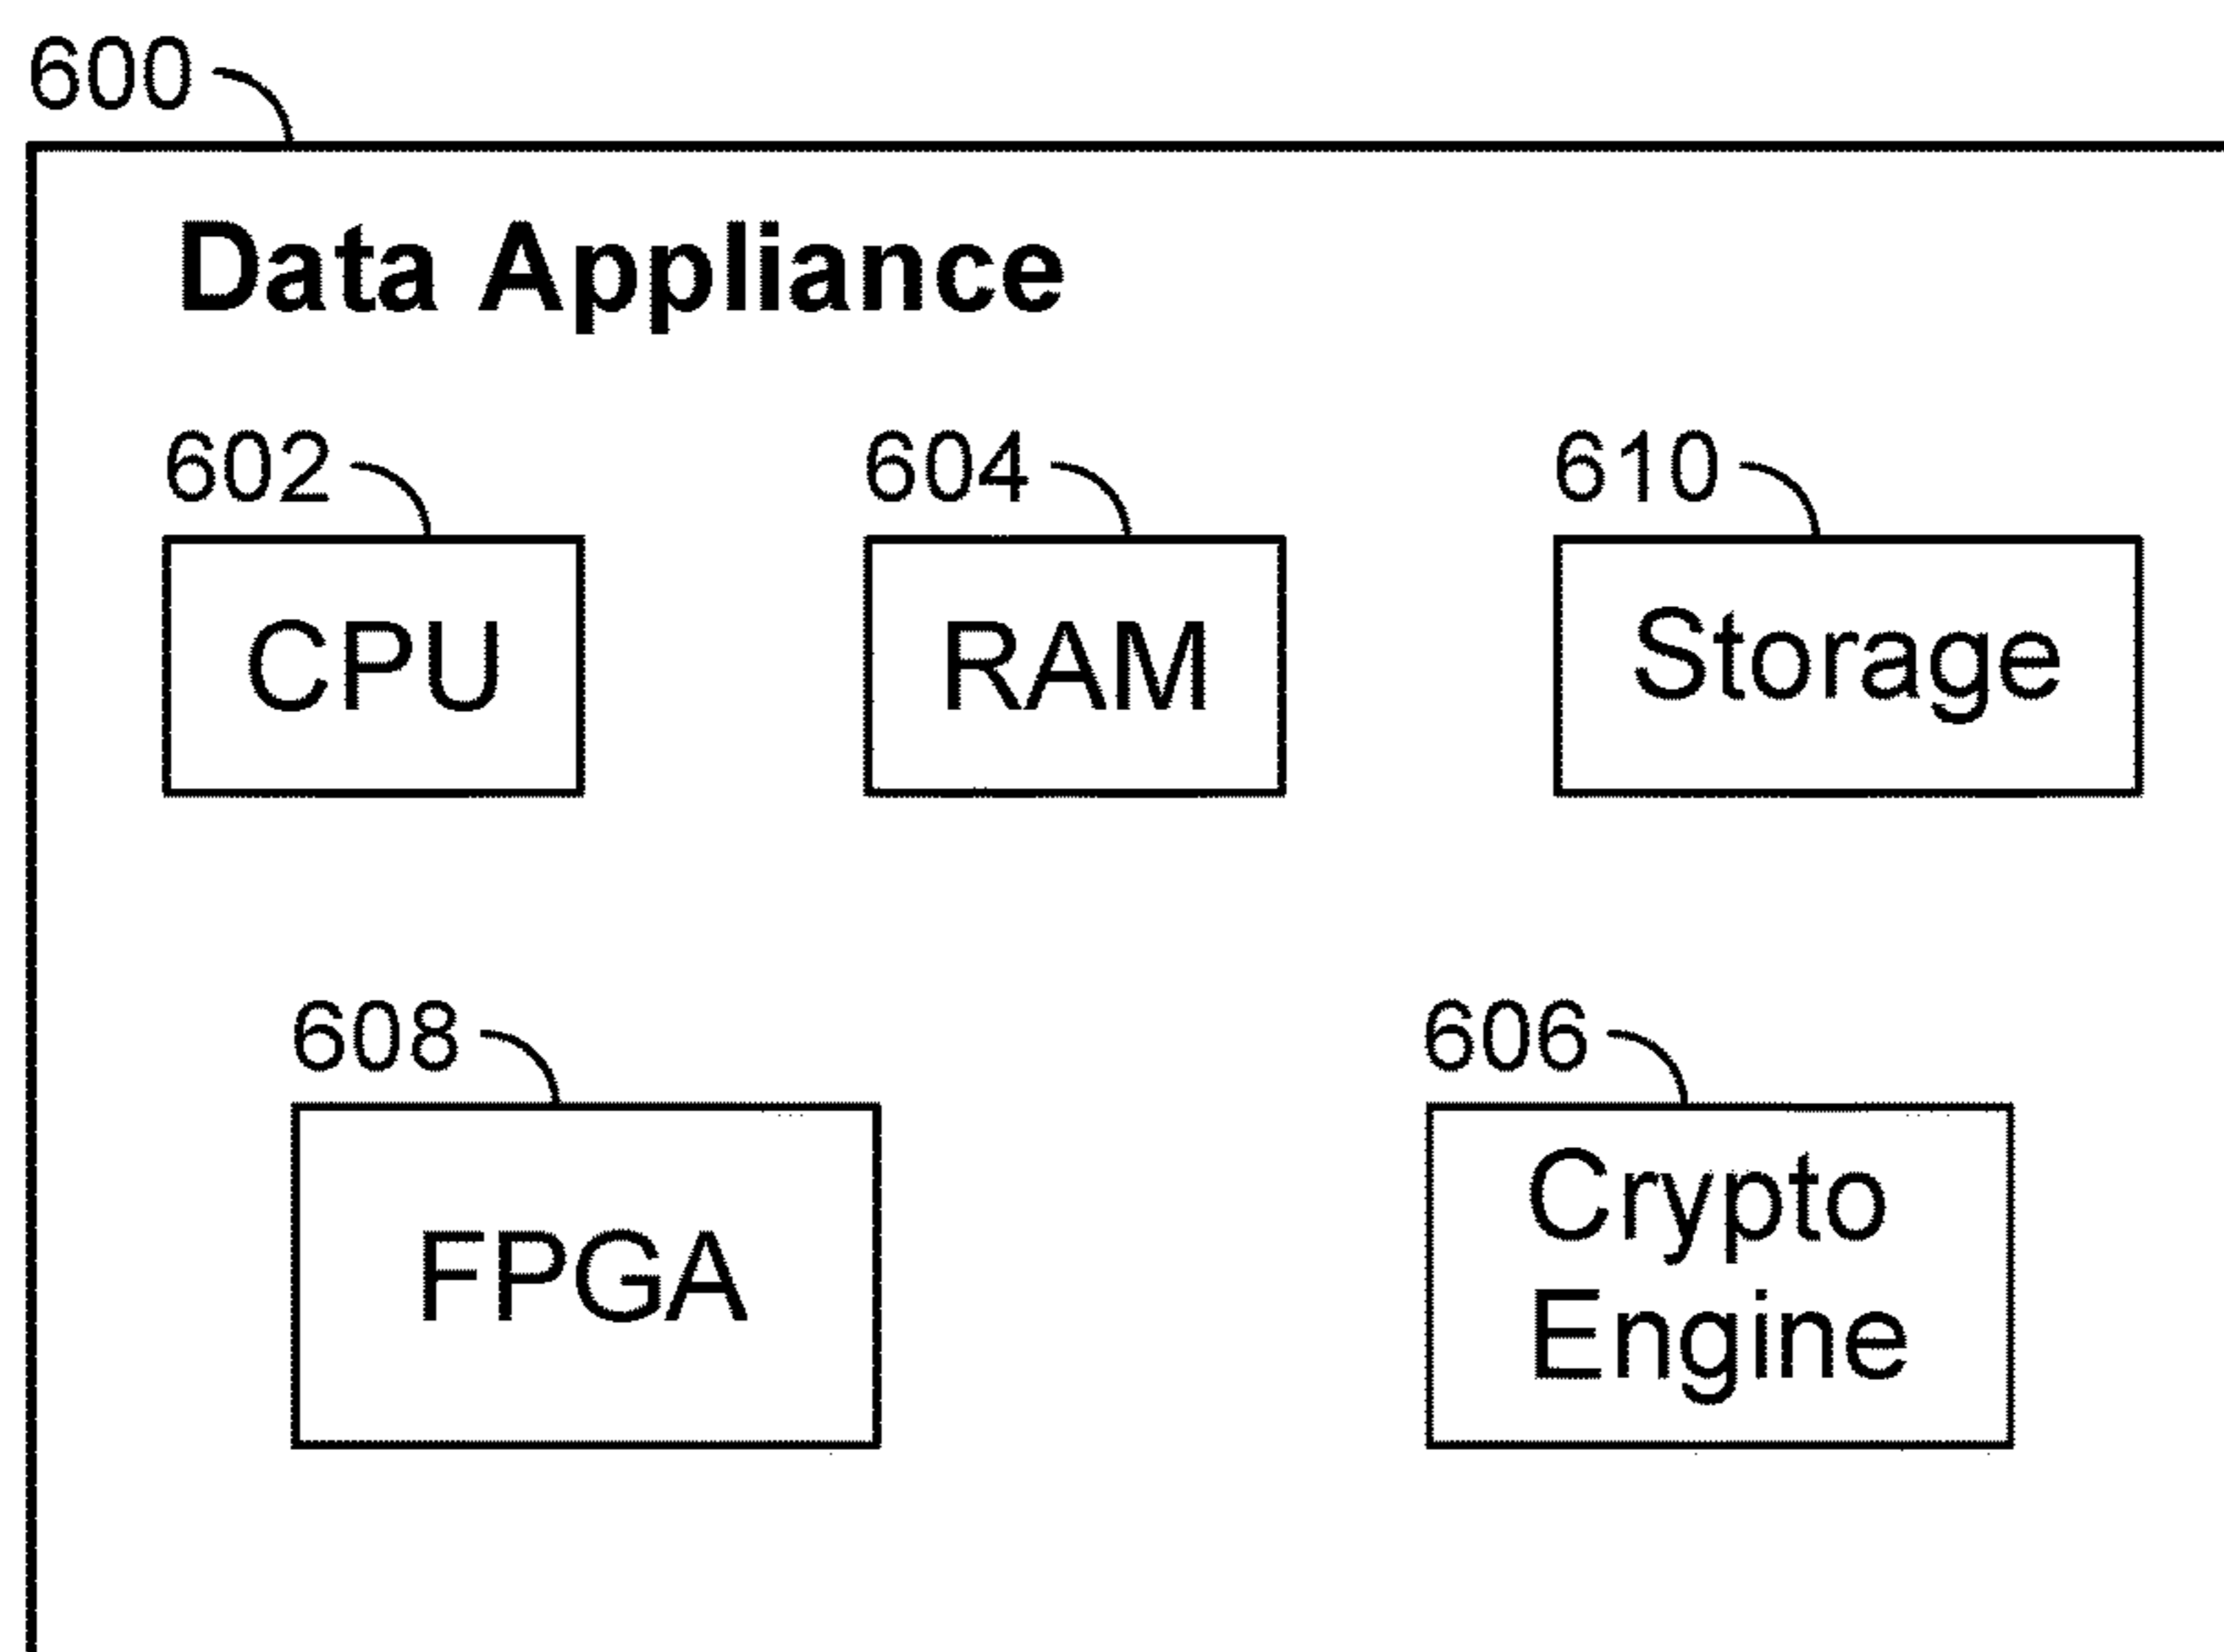 600
Data Appliance
602 604 610
CPU RAM Storage
608 606
FPGA Crypto
Engine